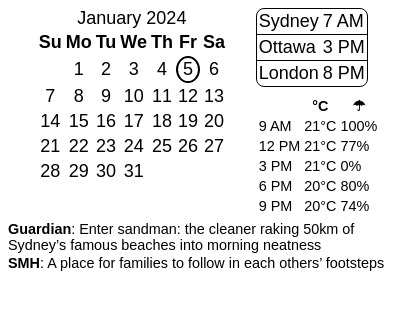 January 2024
Su Mo Tu We Th Fr Sa
1 2 3 4 5 6
7 8 9 10 11 12 13
14 15 16 17 18 19 20
21 22 23 24 25 26 27
28 29 30 31
Sydney 7 AM
Ottawa 3 PM
London 8 PM
°C ☂
9 AM 21°C 100%
12 PM 21°C 77%
3 PM 21°C 0%
6 PM 20°C 80%
9 PM 20°C 74%
Guardian: Enter sandman: the cleaner raking 50km of
Sydney’s famous beaches into morning neatness
SMH: A place for families to follow in each others’ footsteps